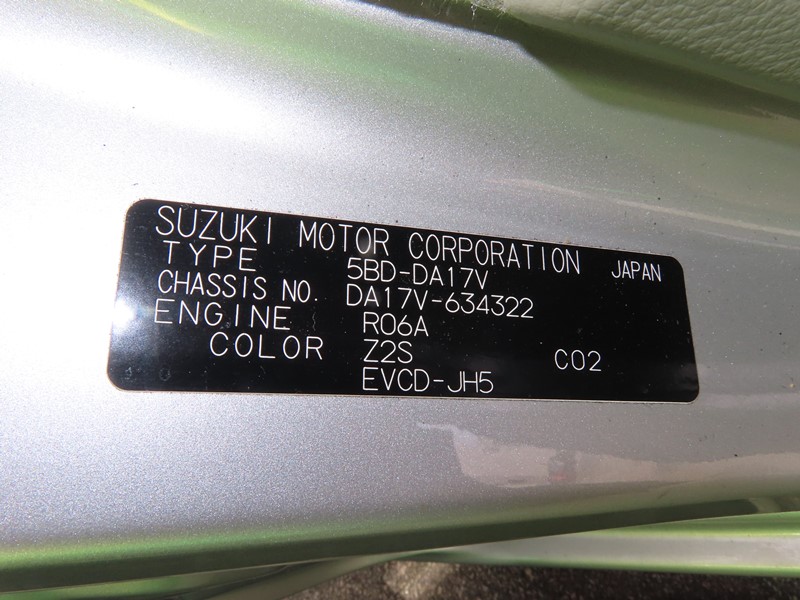 SUZUKI MOTOR CORPORATION JAPAN
TYPE 5BD-DA17V
CHASSIS NO. DA17V-634322
ENGINE R06A
COLOR Z2S C02
EVCD-JH5